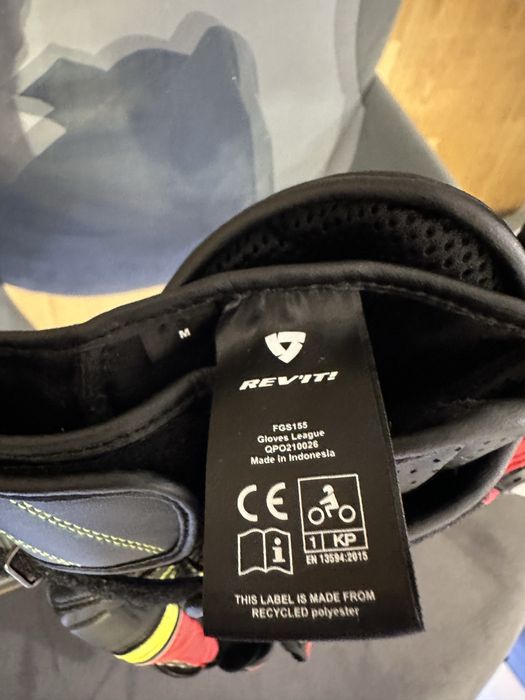 M
REV'IT!
FGS155
Gloves League
QPO210026
Made in Indonesia
CE
i
1 KP
EN 13594:2015
THIS LABEL IS MADE FROM
RECYCLED polyester